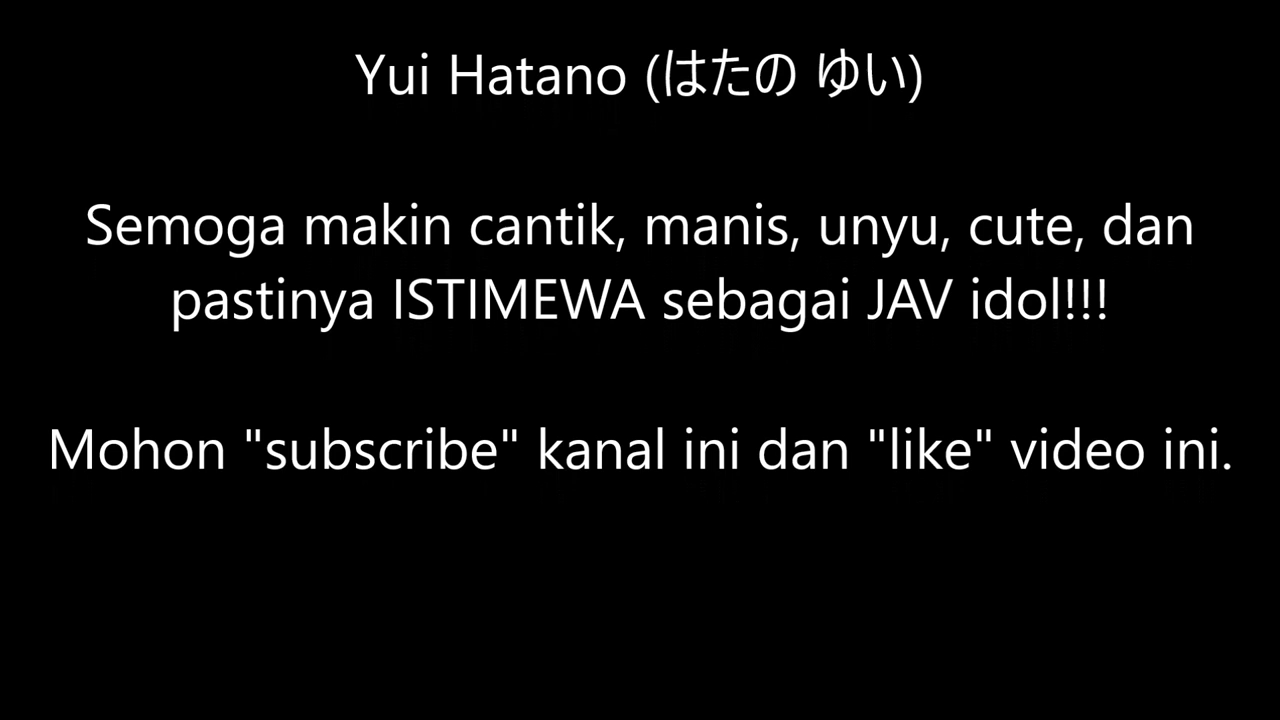 Yui Hatano (はたの ゆい)
Semoga makin cantik, manis, unyu, cute, dan
pastinya ISTIMEWA sebagai JAV idol!!!
Mohon "subscribe" kanal ini dan "like" video ini.